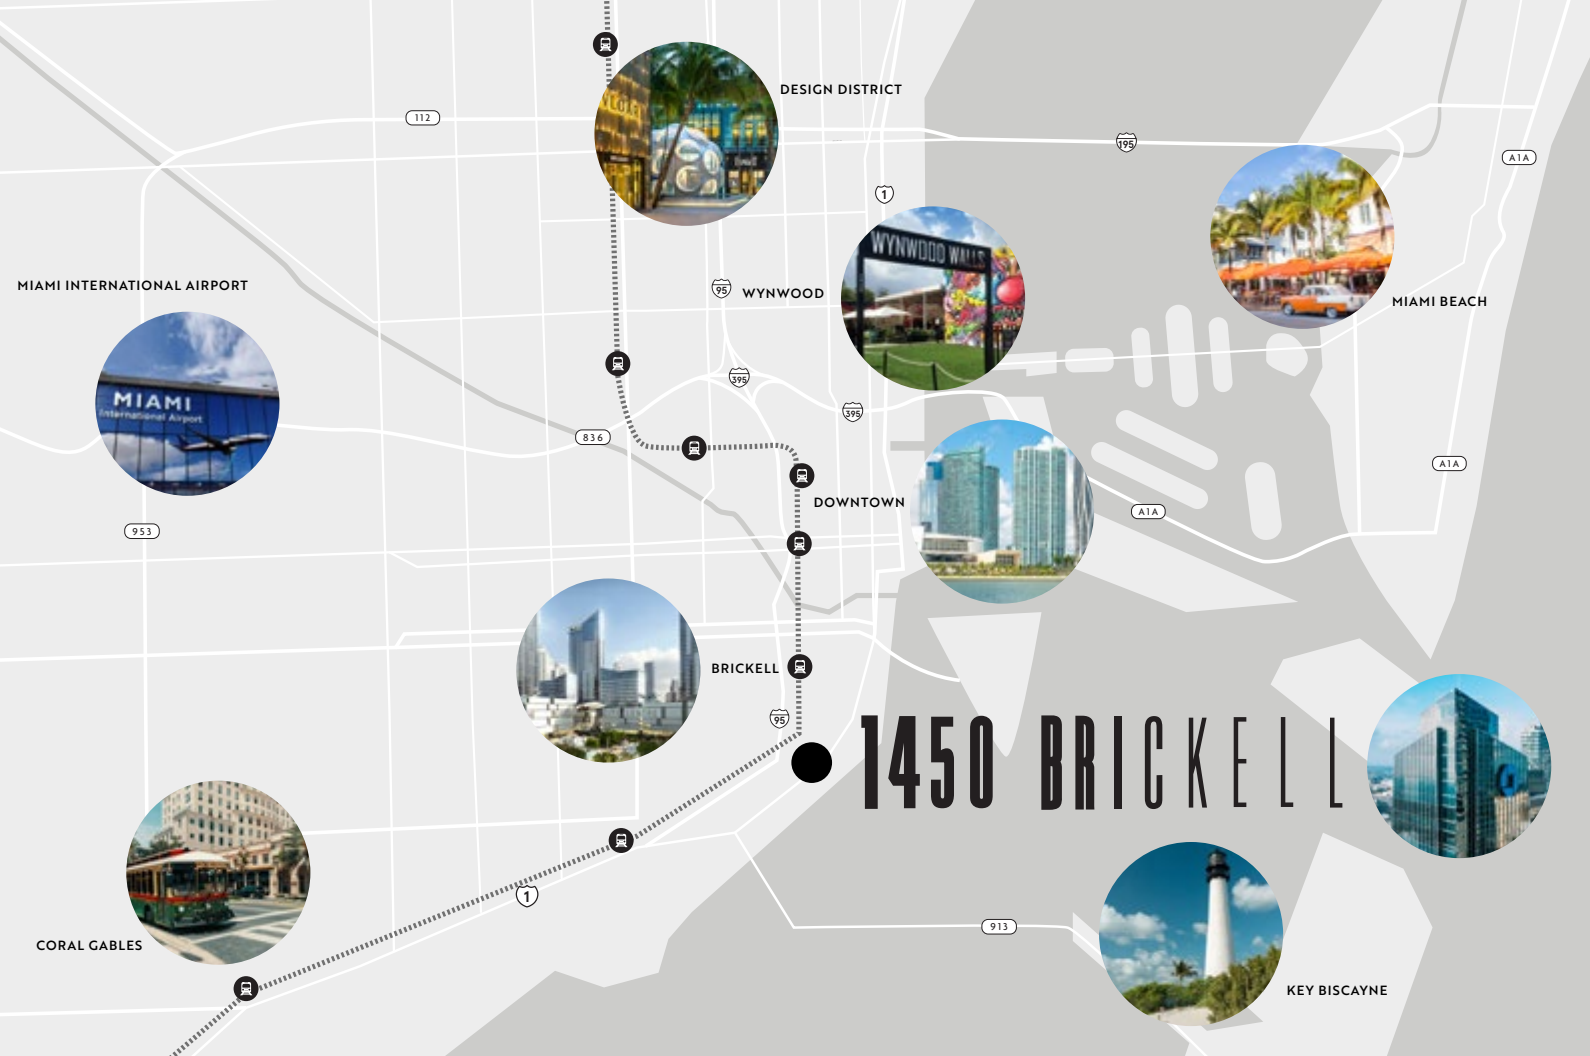 DESIGN DISTRICT
112
195
A1A
1
WYNWOOD WALLS
MIAMI INTERNATIONAL AIRPORT
95
WYNWOOD
MIAMI BEACH
MIAMI
International Airport
395
395
836
A1A
DOWNTOWN
A1A
953
BRICKELL
95
1450 BRICKELL
1
913
CORAL GABLES
KEY BISCAYNE